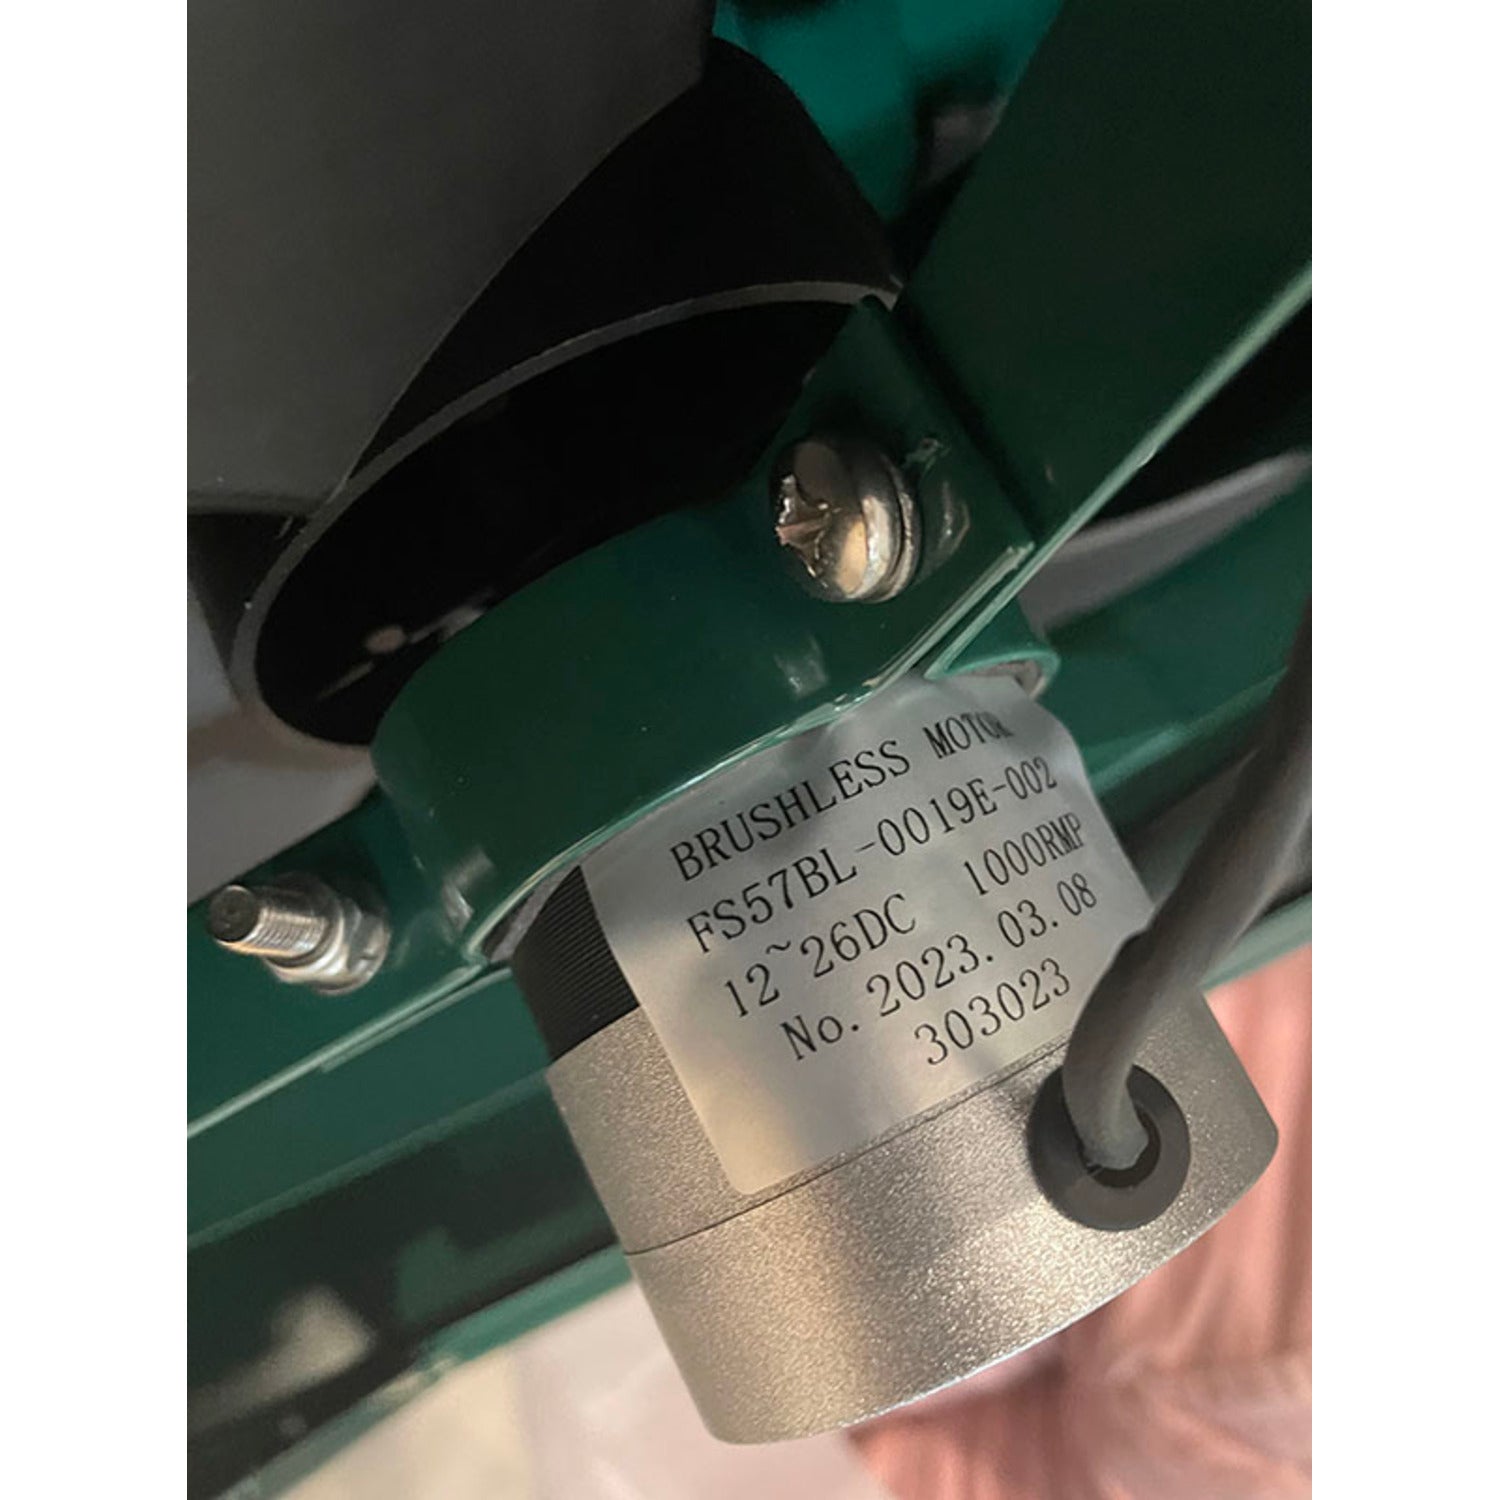 BRUSHLESS MOTOR
FS57BL-0019E-002
12~26DC 1000RMP
No. 2023. 03. 08
303023